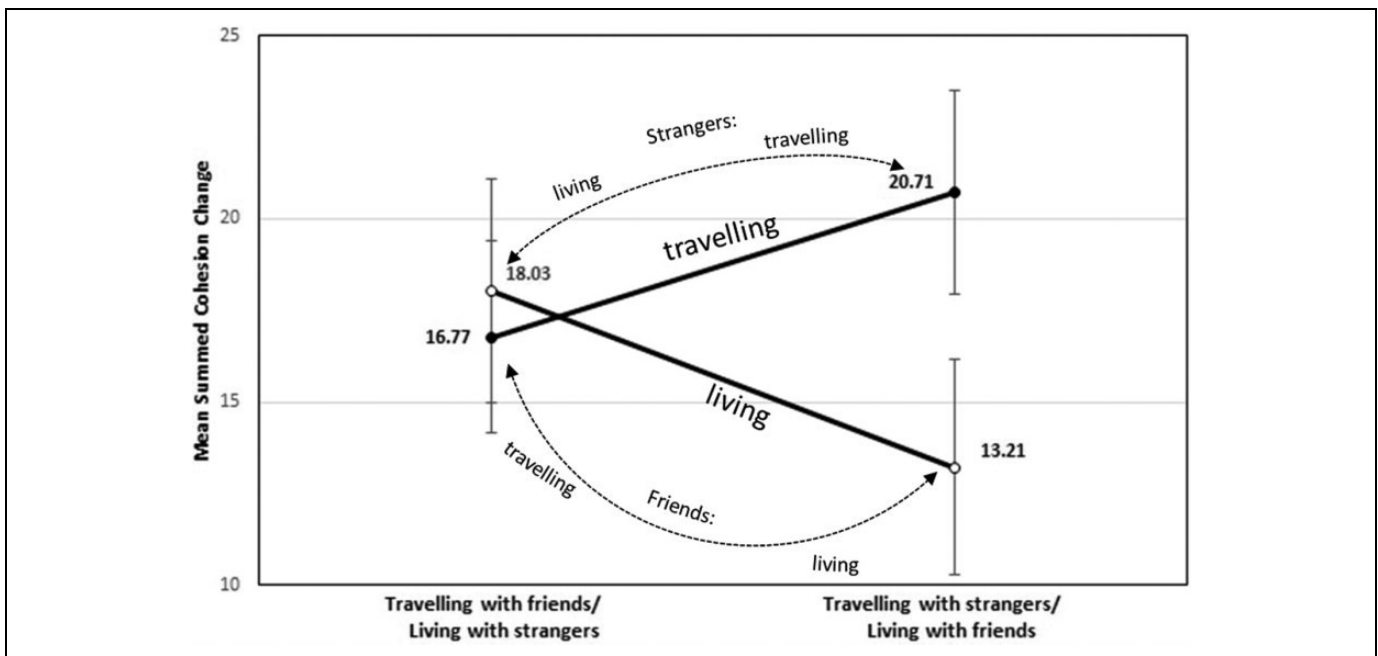 25
20
15
10
Mean Summed Cohesion Change
Strangers:
travelling
living
20.71
travelling
18.03
16.77
living
13.21
travelling
Friends:
living
Travelling with friends/
Living with strangers
Travelling with strangers/
Living with friends